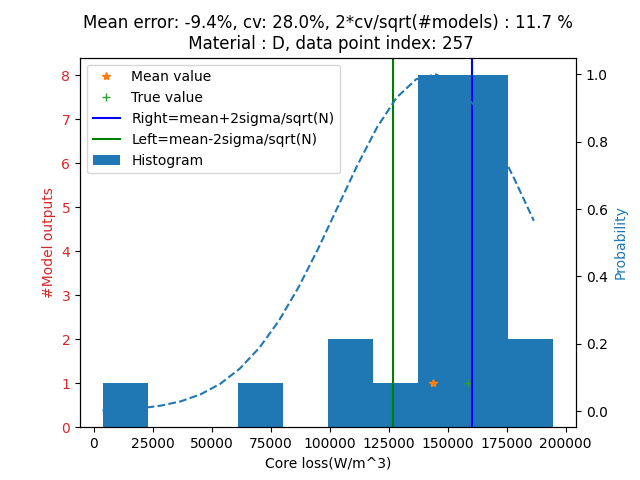 Mean error: -9.4%, cv: 28.0%, 2*cv/sqrt(#models) : 11.7 %
Material : D, data point index: 257
Mean value
True value
Right=mean+2sigma/sqrt(N)
Left=mean-2sigma/sqrt(N)
Histogram
#Model outputs
8
7
6
5
4
3
2
1
0
1.0
0.8
0.6
0.4
0.2
0.0
Probability
0 25000 50000 75000 100000 125000 150000 175000 200000
Core loss(W/m^3)